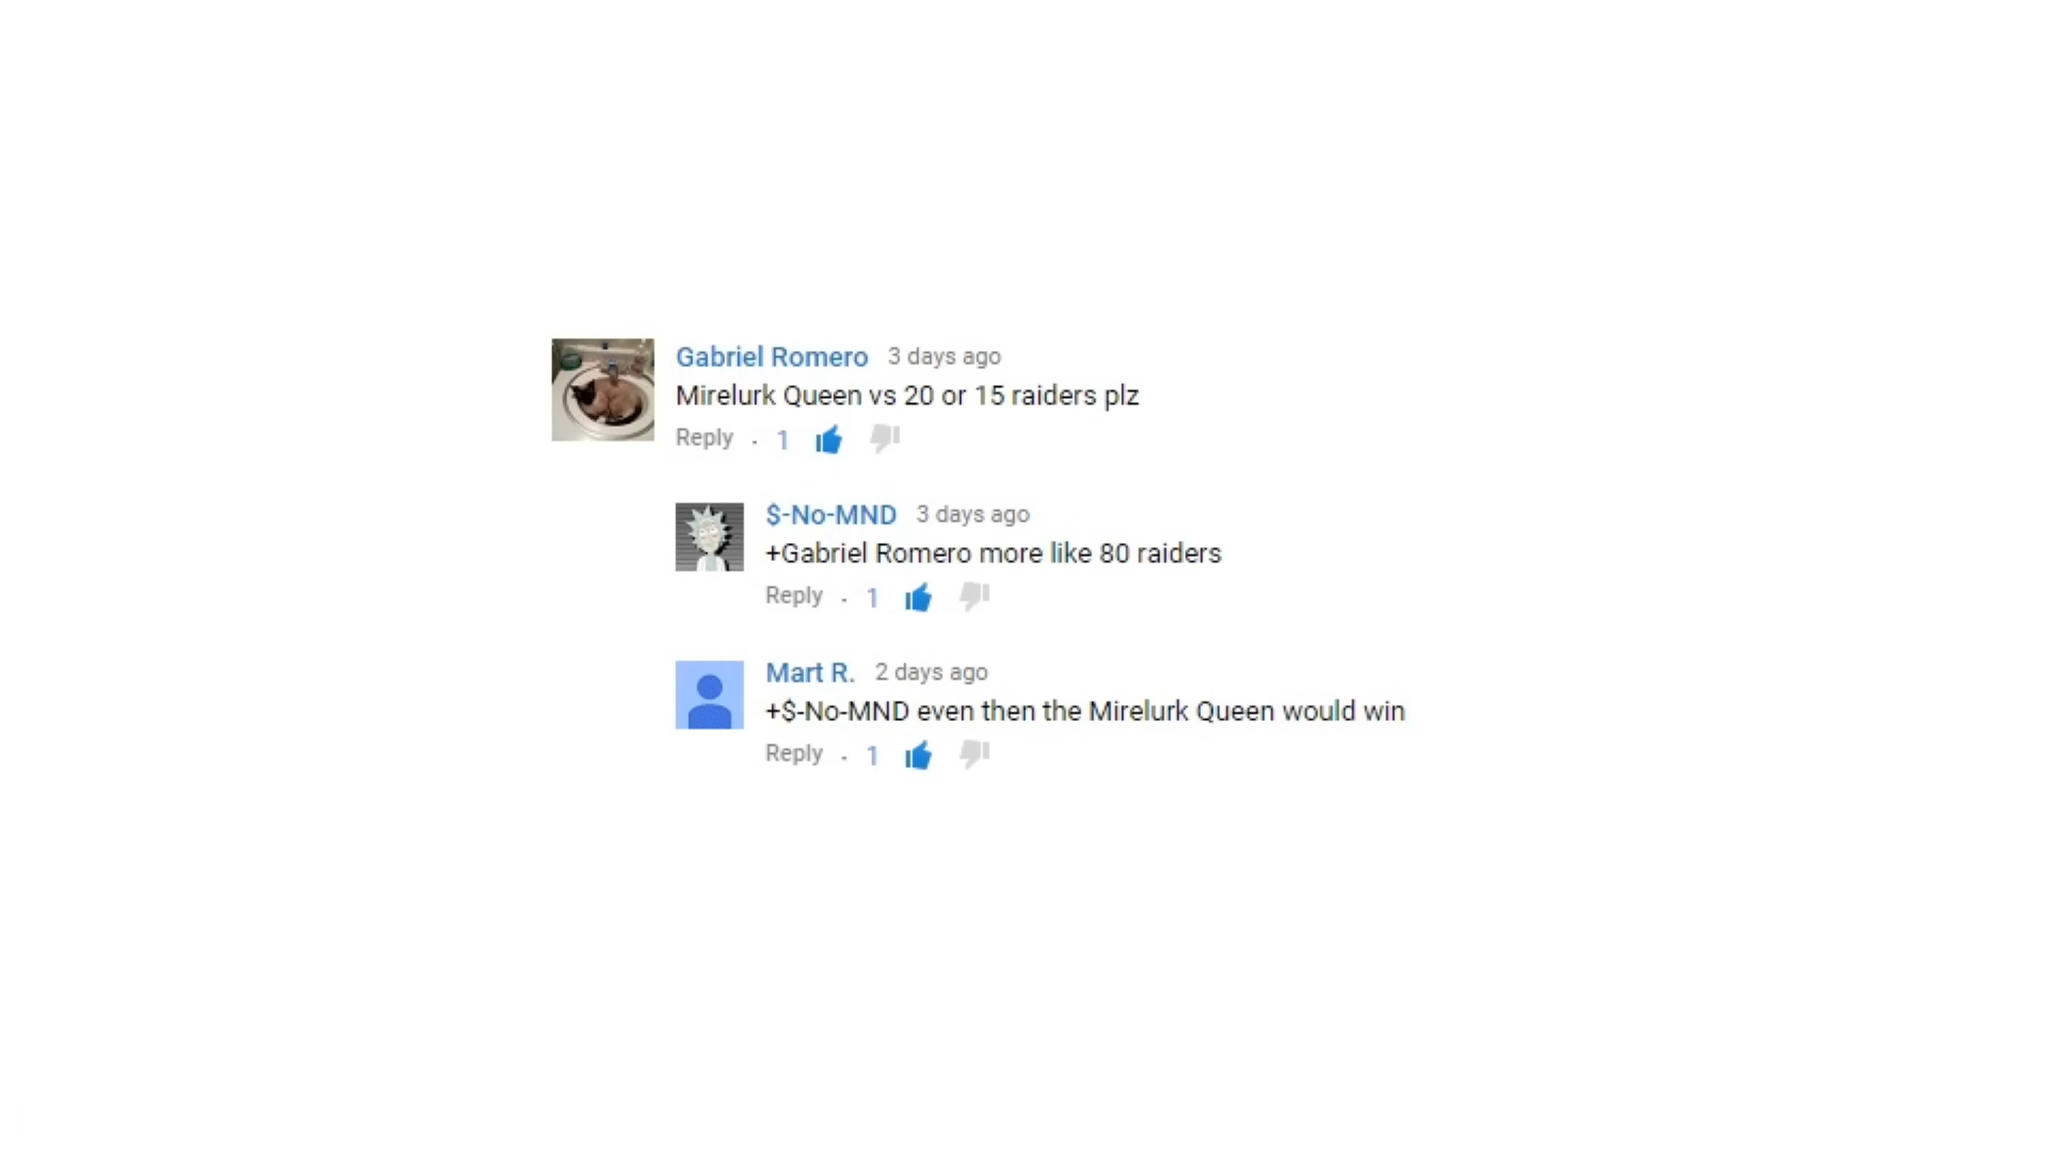 Gabriel Romero 3 days ago
Mirelurk Queen vs 20 or 15 raiders plz
Reply . 1
$-No-MND 3 days ago
+Gabriel Romero more like 80 raiders
Reply . 1
Mart R. 2 days ago
+$-No-MND even then the Mirelurk Queen would win
Reply . 1